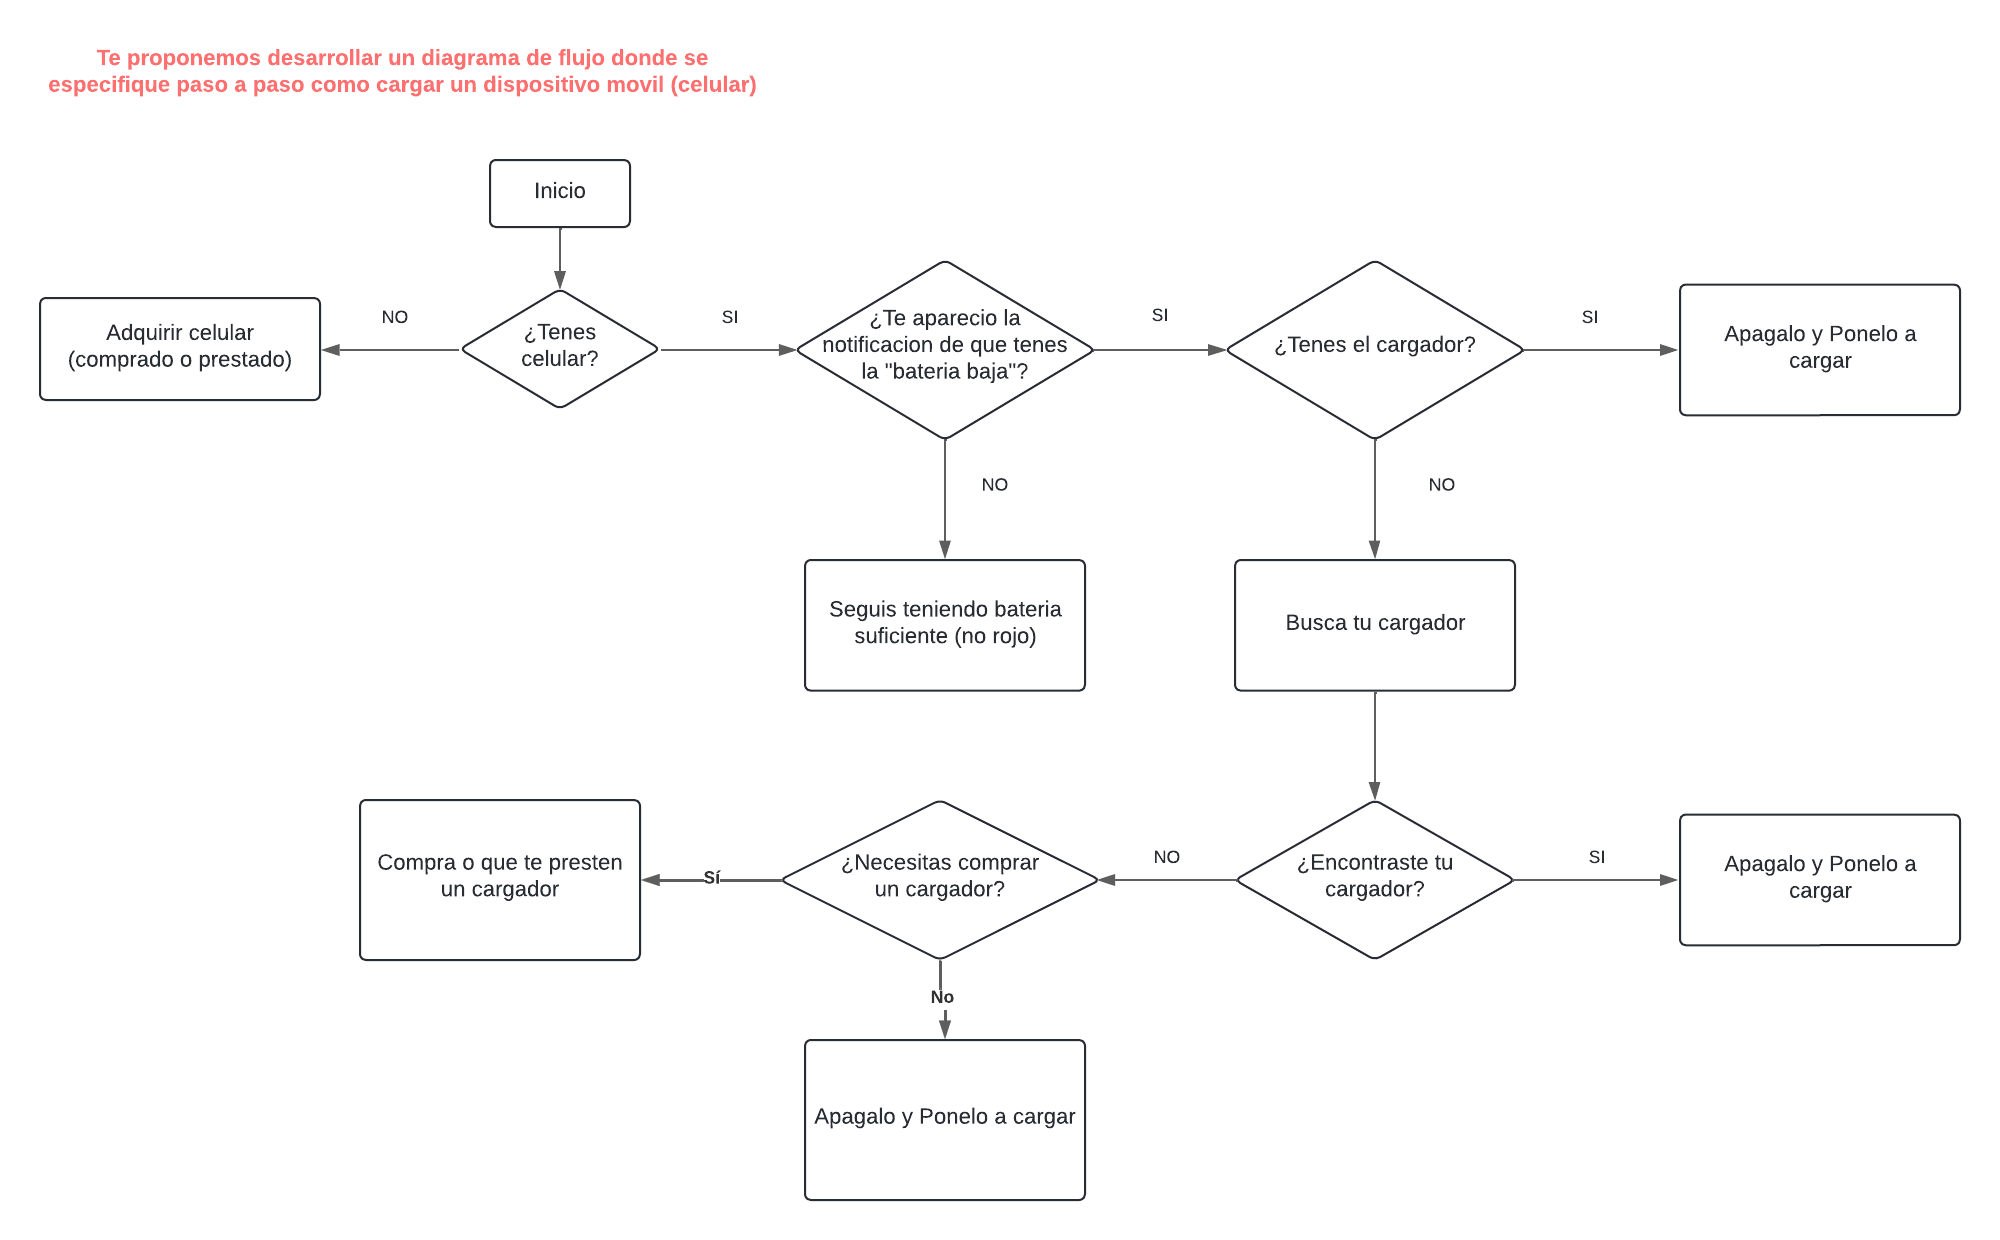 Te proponemos desarrollar un diagrama de flujo donde se
especifique paso a paso como cargar un dispositivo movil (celular)
Inicio
Adquirir celular
(comprado o prestado)
NO
¿Tenes
celular?
SI
¿Te aparecio la
notificacion de que tenes
la "bateria baja"?
SI
¿Tenes el cargador?
SI
Apagalo y Ponelo a
cargar
NO
NO
Seguis teniendo bateria
suficiente (no rojo)
Busca tu cargador
Compra o que te presten
un cargador
Sí
¿Necesitas comprar
un cargador?
NO
¿Encontraste tu
cargador?
SI
Apagalo y Ponelo a
cargar
No
Apagalo y Ponelo a cargar